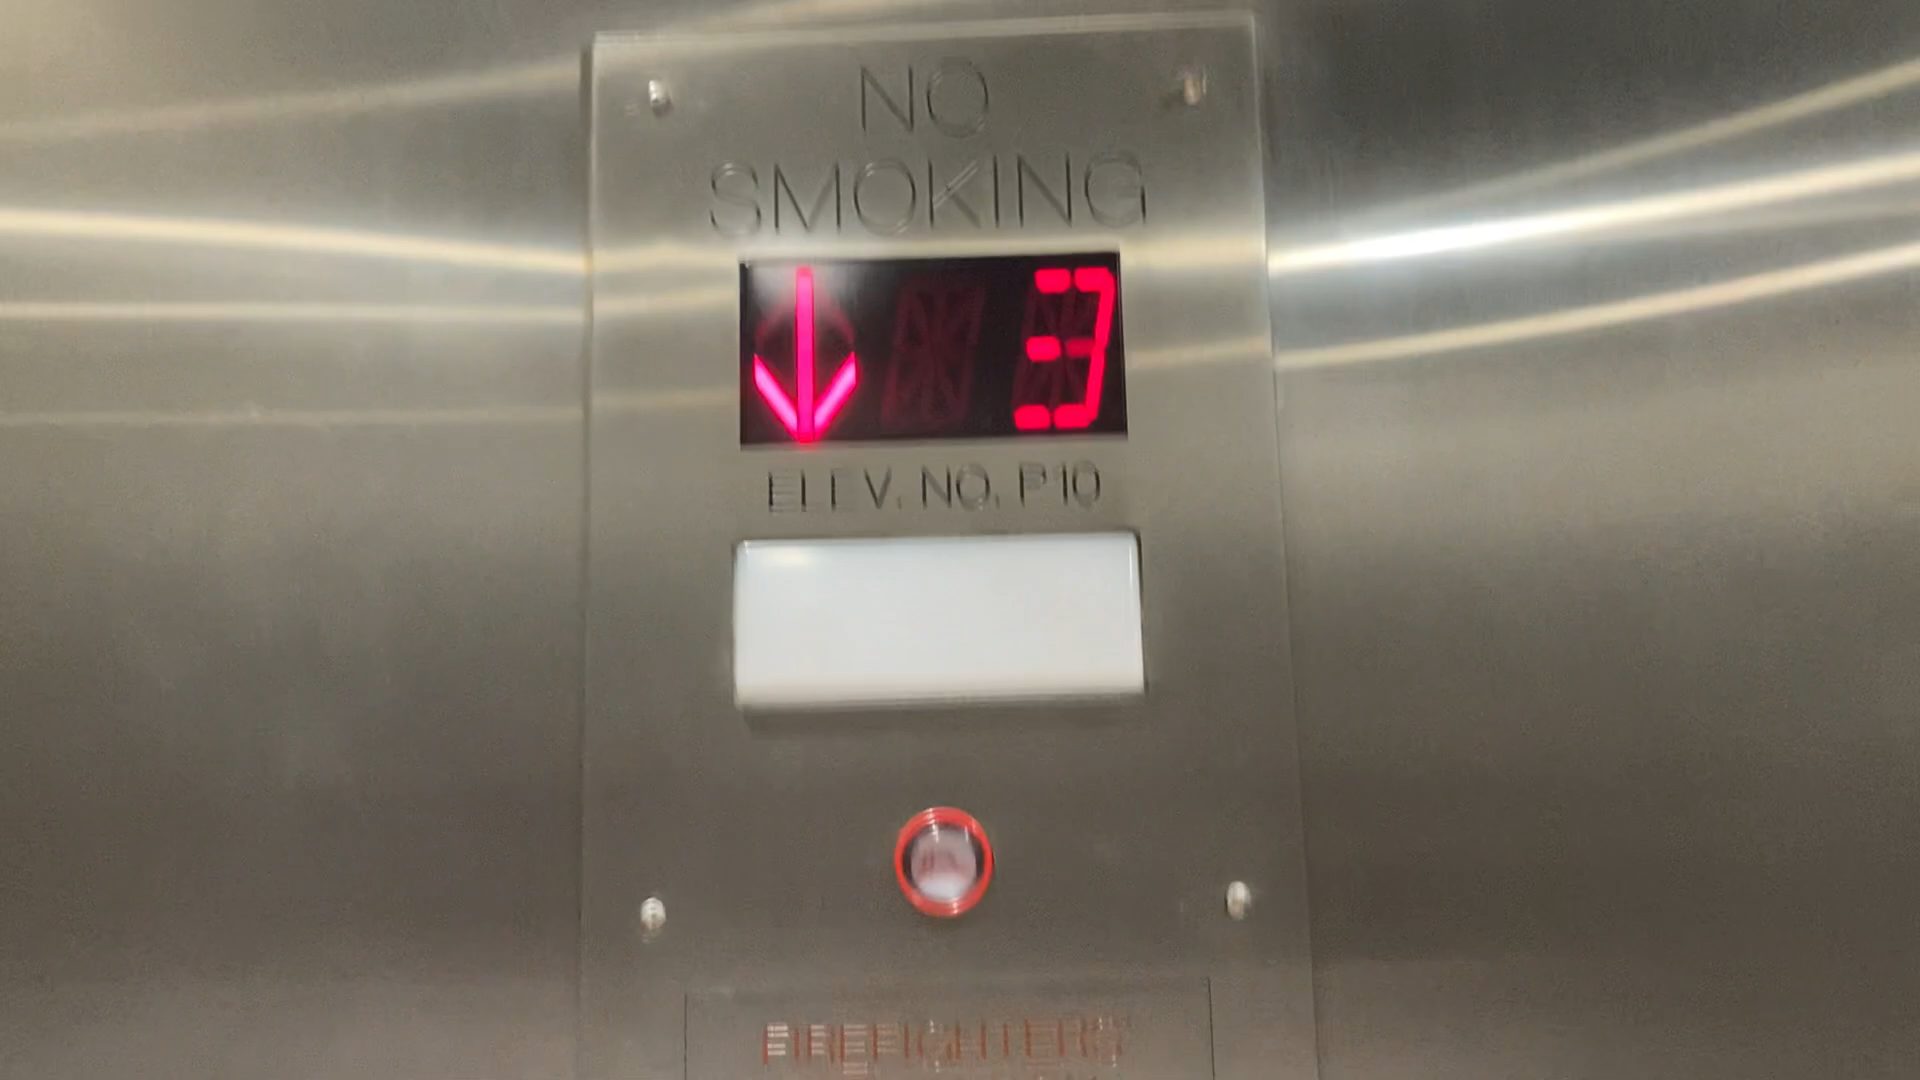 NO
SMOKING
↓ 3
ELEV. NO. P10
FIREFIGHTERS